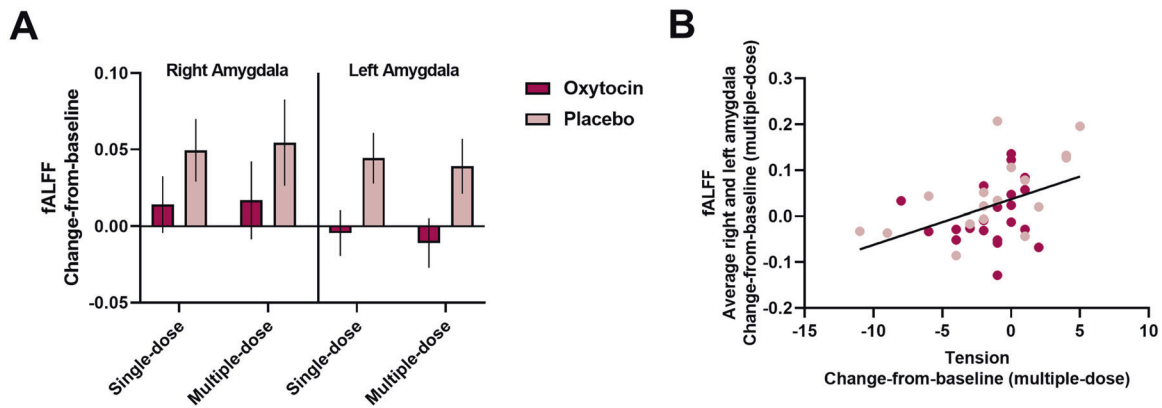 A
Right Amygdala
Left Amygdala
fALFF
Change-from-baseline
0.10
0.05
0.00
-0.05
Single-dose
Multiple-dose
Single-dose
Multiple-dose
Oxytocin
Placebo
B
fALFF
Average right and left amygdala
Change-from-baseline (multiple-dose)
0.3
0.2
0.1
0.0
-0.1
-0.2
-15
-10
-5
0
5
10
Tension
Change-from-baseline (multiple-dose)